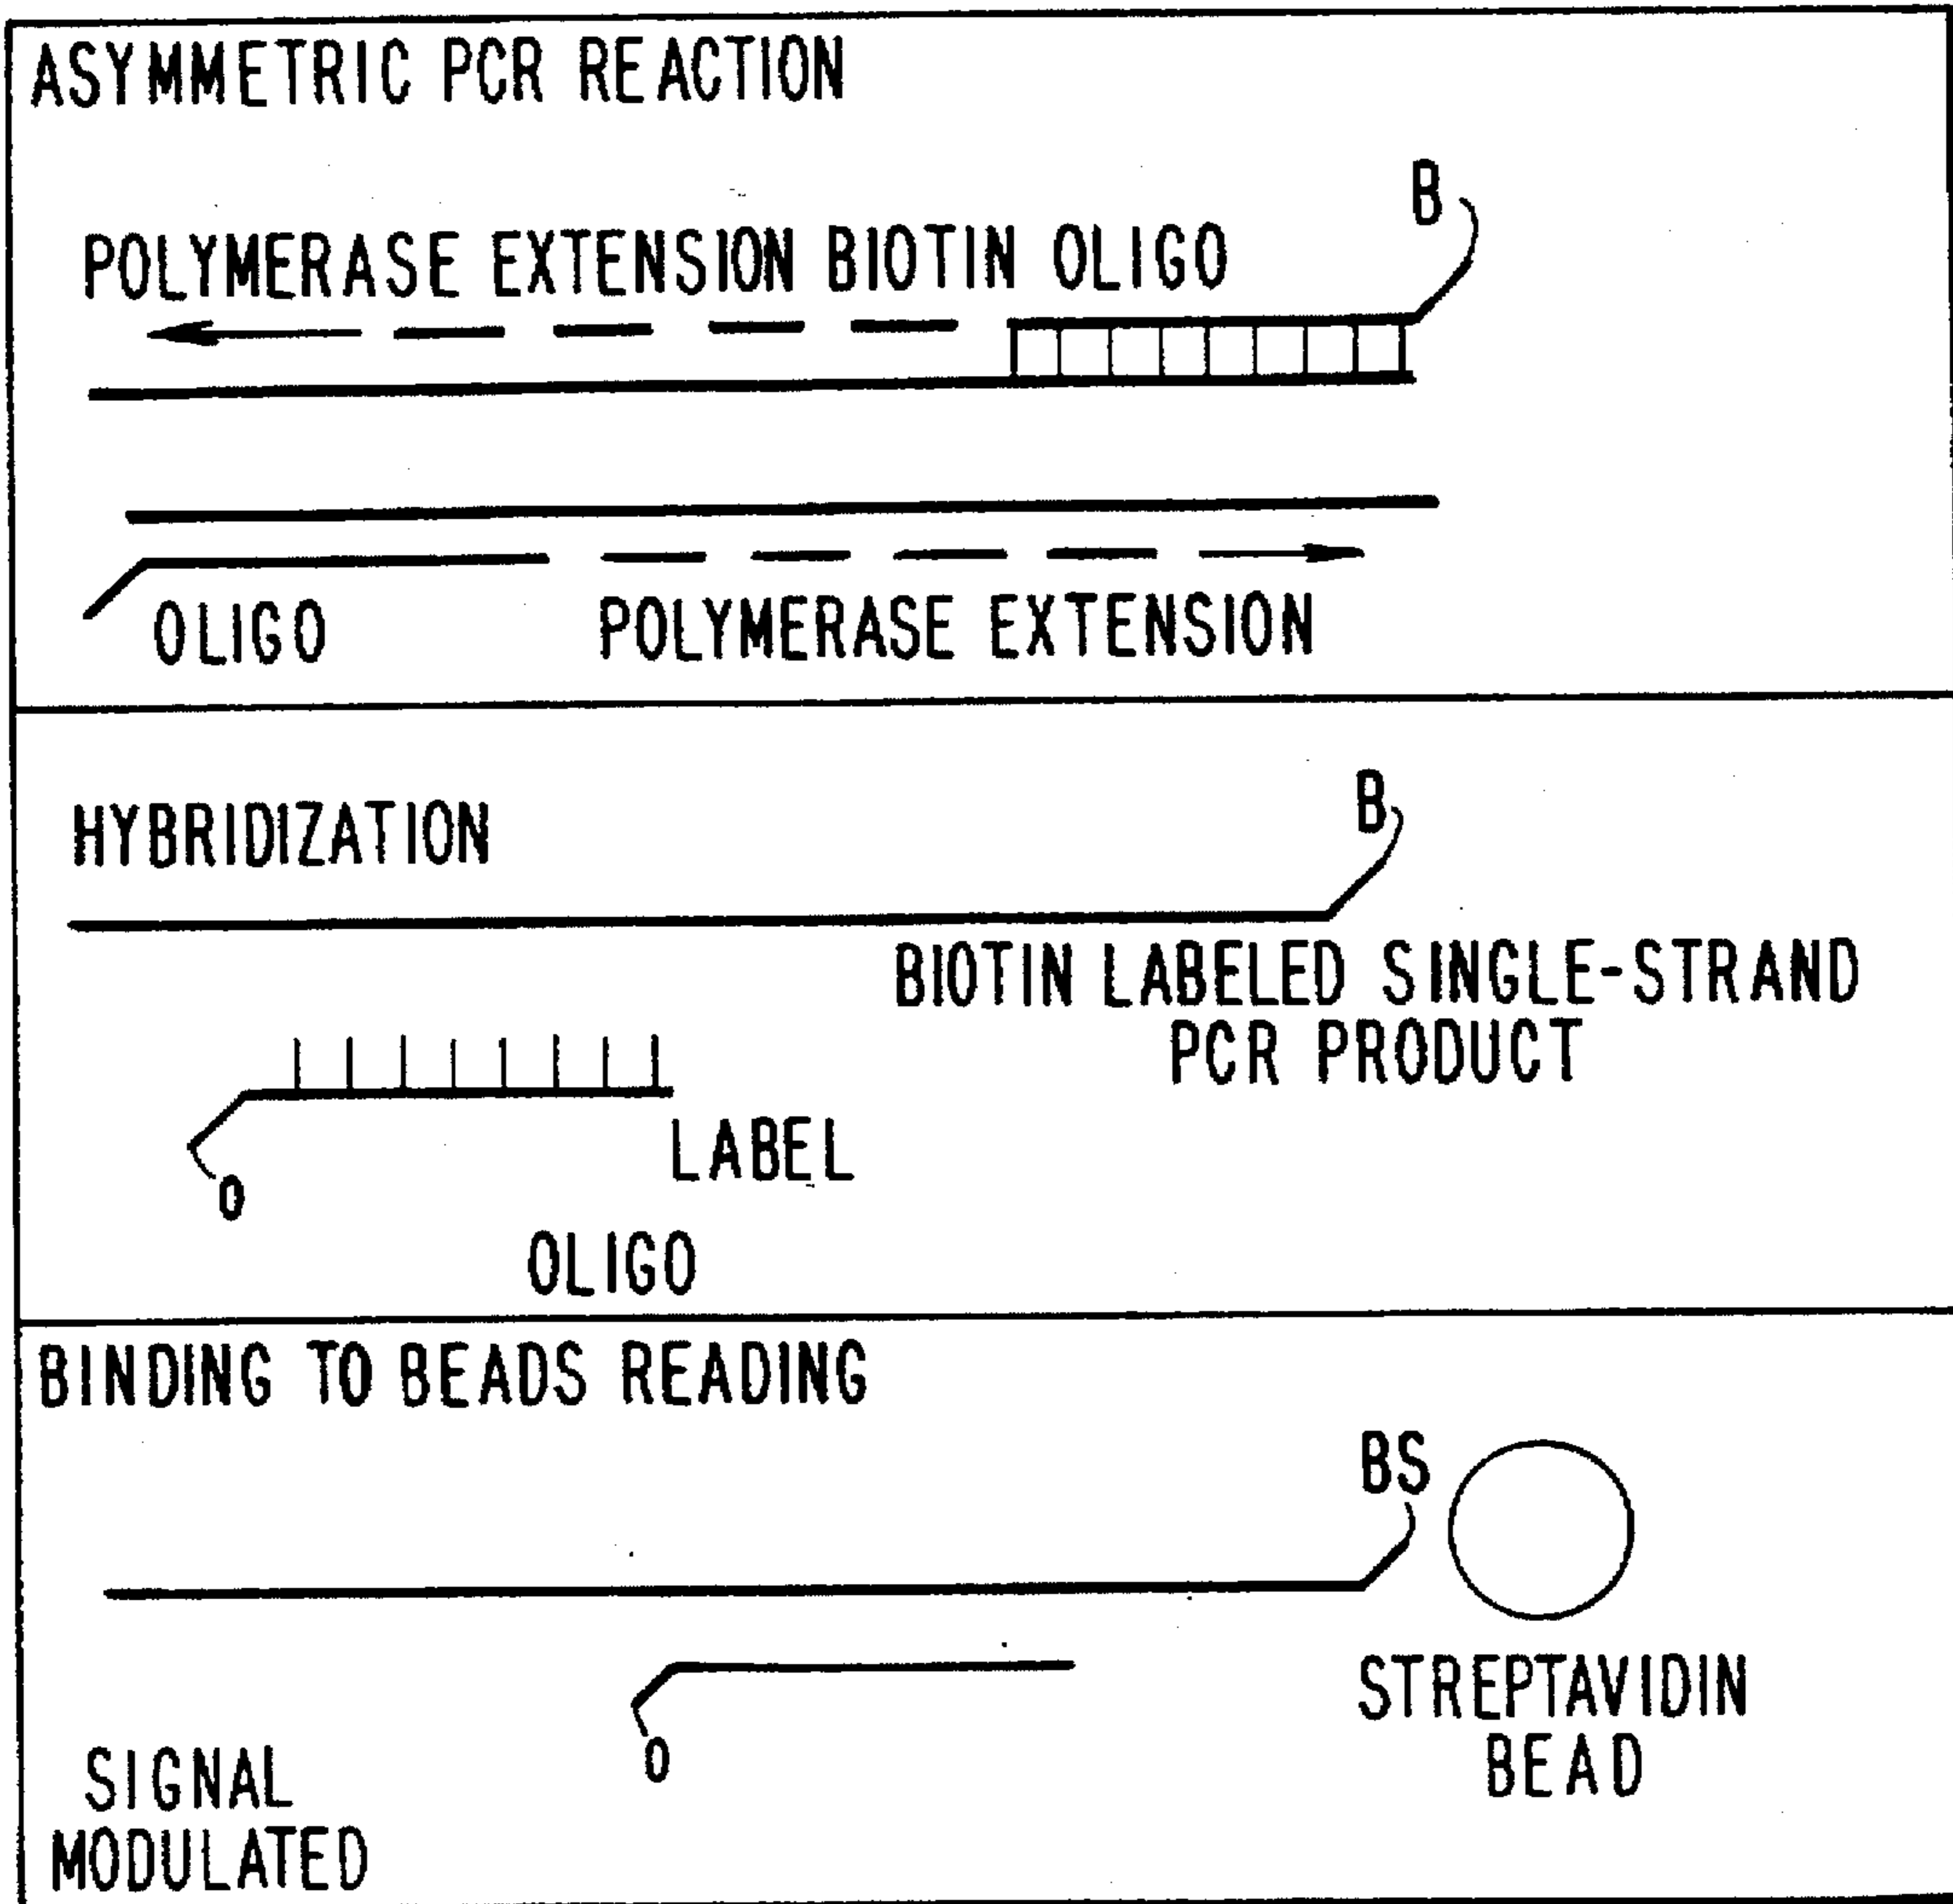 ASYMMETRIC PCR REACTION
B
POLYMERASE EXTENSION BIOTIN OLIGO
OLIGO
POLYMERASE EXTENSION
HYBRIDIZATION
B
BIOTIN LABELED SINGLE-STRAND
PCR PRODUCT
LABEL
O
OLIGO
BINDING TO BEADS READING
BS
STREPTAVIDIN
BEAD
O
SIGNAL
MODULATED